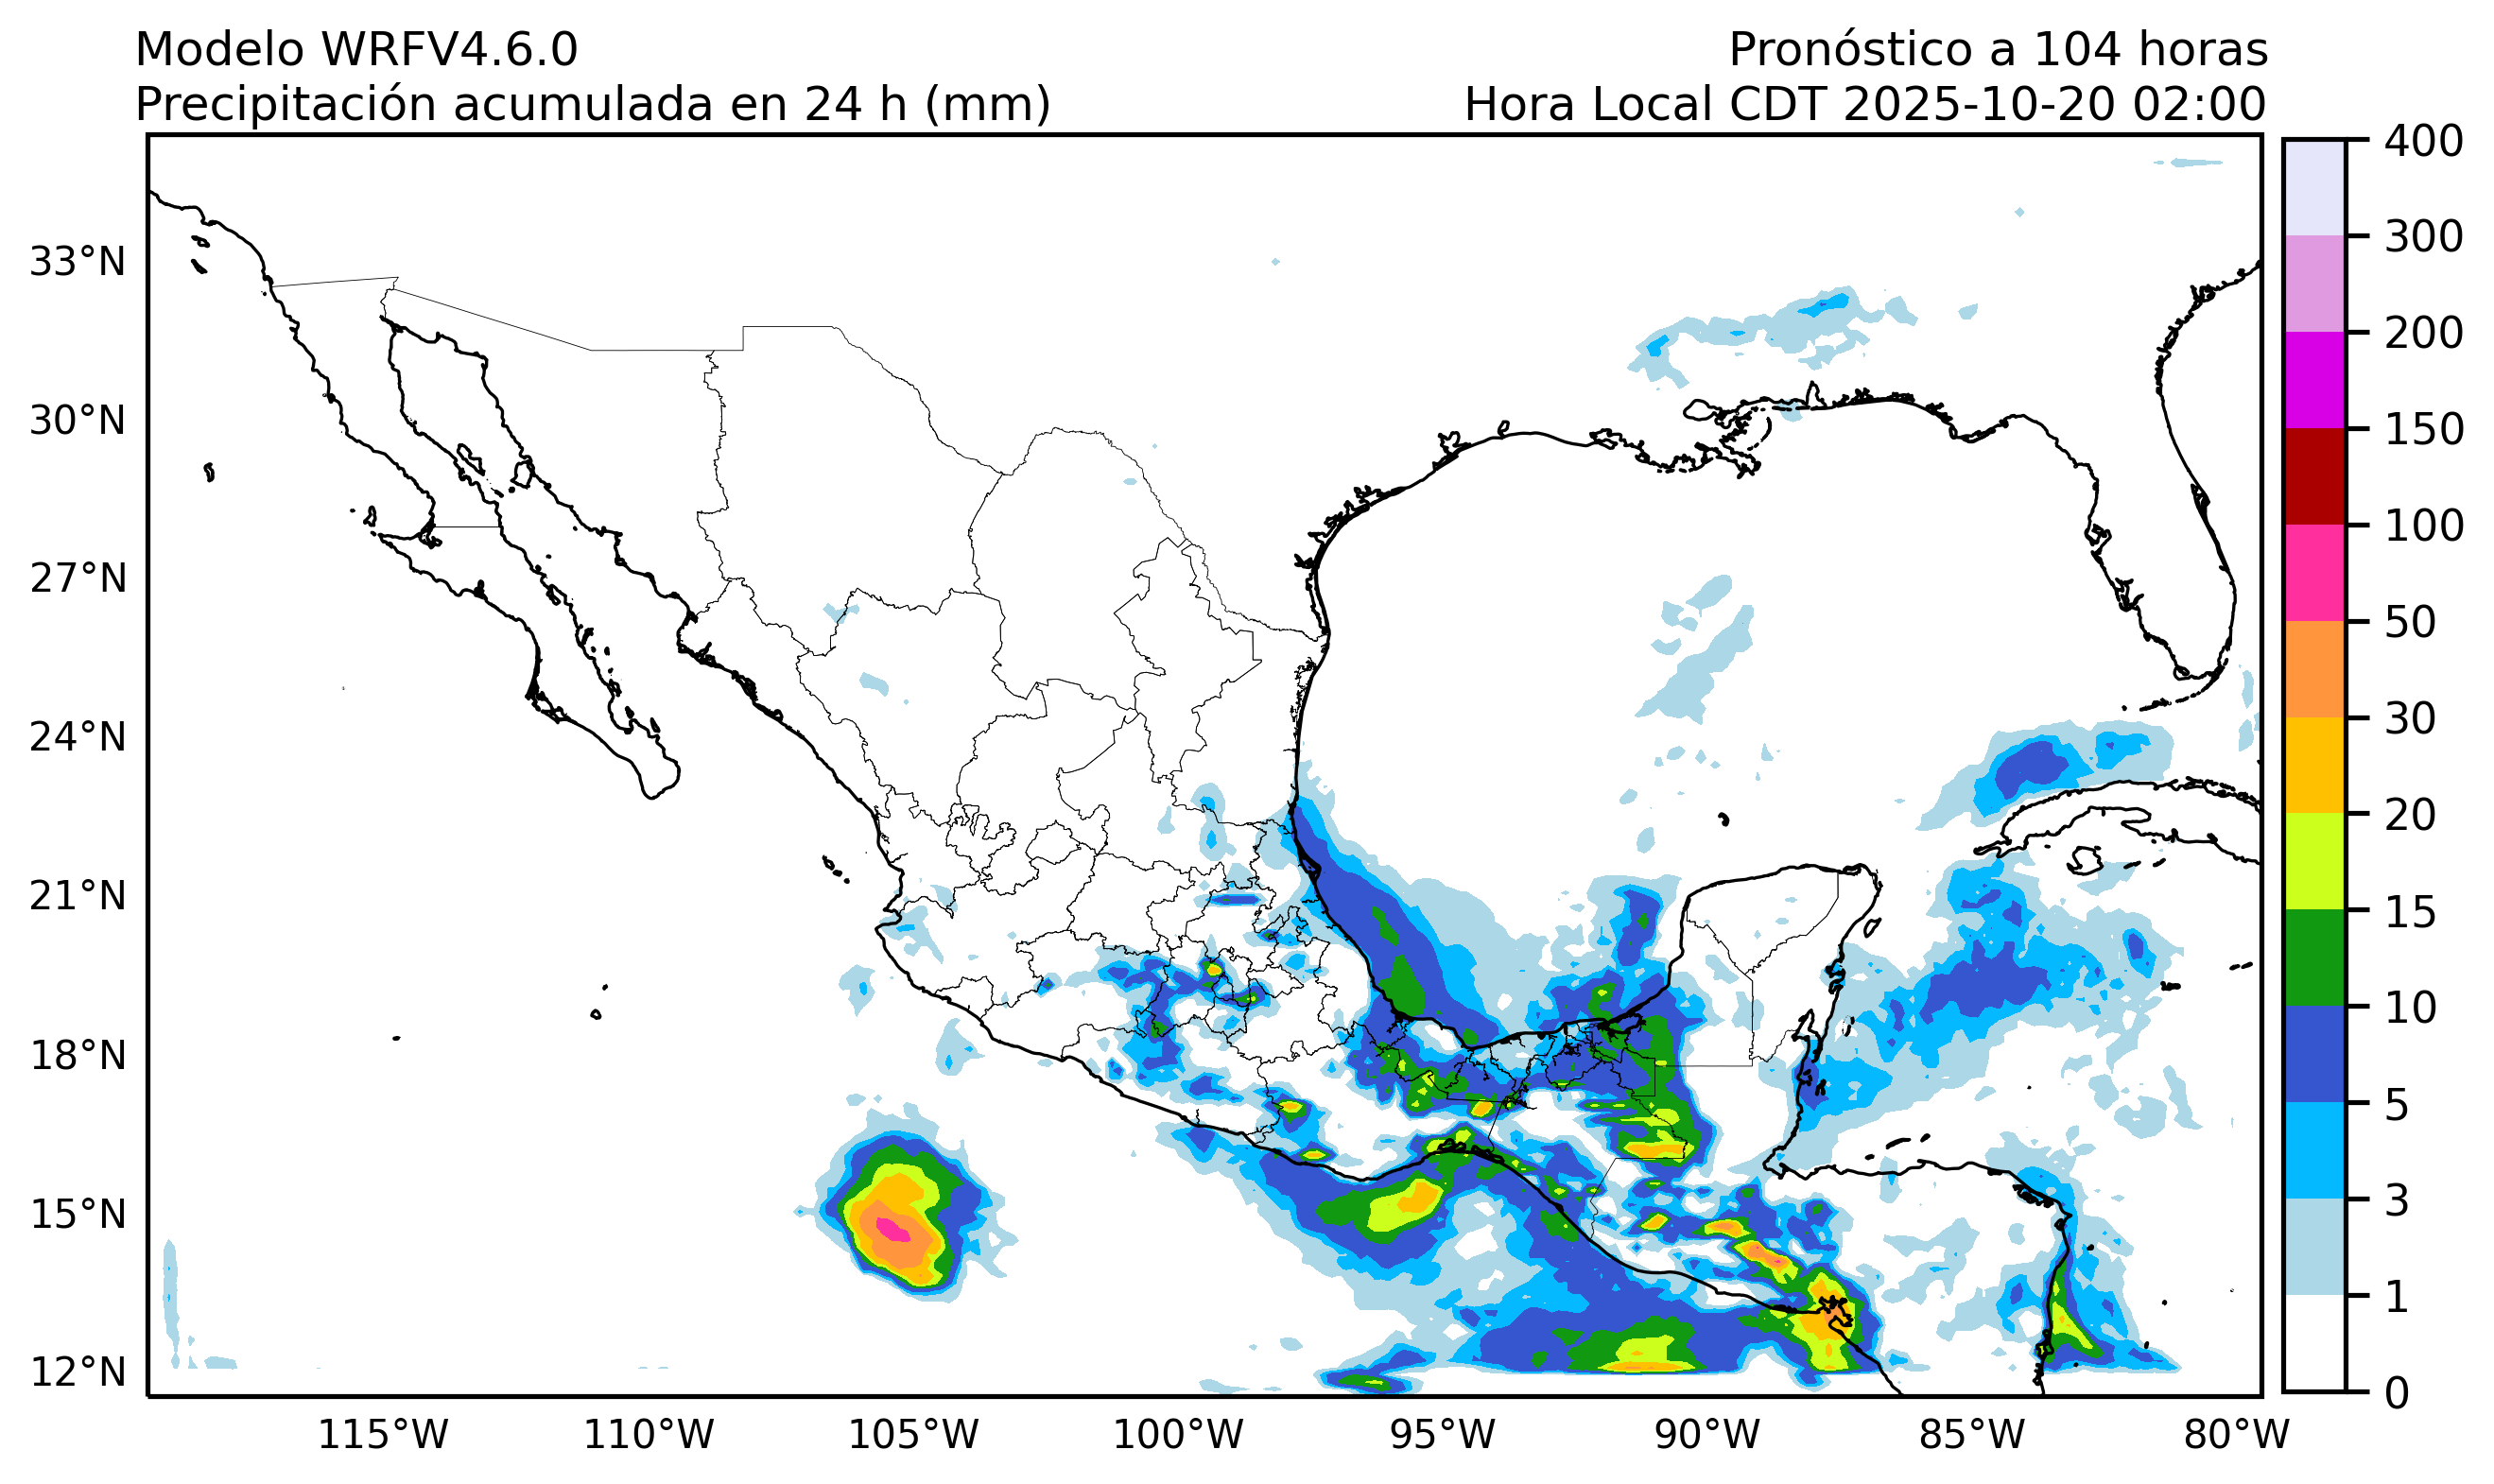 Modelo WRFV4.6.0
Pronóstico a 104 horas
Precipitación acumulada en 24 h (mm)
Hora Local CDT 2025-10-20 02:00
400
300
200
150
100
50
30
20
15
10
5
3
1
0
33°N
30°N
27°N
24°N
21°N
18°N
15°N
12°N
115°W
110°W
105°W
100°W
95°W
90°W
85°W
80°W